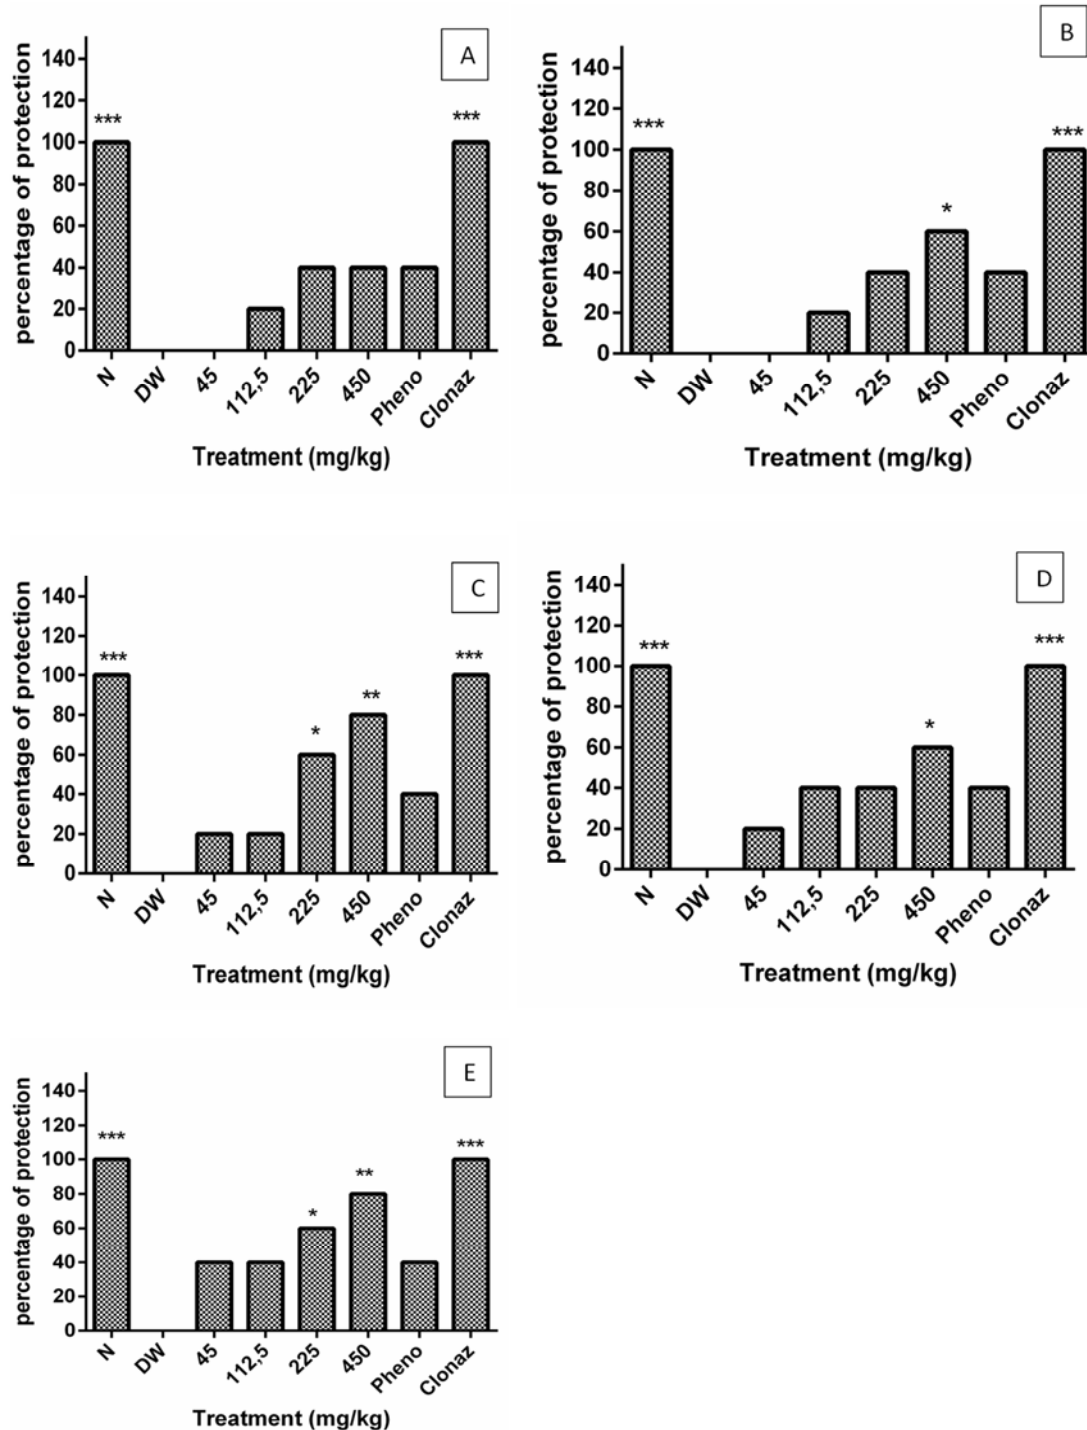 A
percentage of protection
140
120
100
80
60
40
20
0
***
***
N
DW
45
112,5
225
450
Pheno
Clonaz
Treatment (mg/kg)
B
percentage of protection
140
120
100
80
60
40
20
0
***
*
***
N
DW
45
112,5
225
450
Pheno
Clonaz
Treatment (mg/kg)
C
percentage of protection
140
120
100
80
60
40
20
0
***
*
**
***
N
DW
45
112,5
225
450
Pheno
Clonaz
Treatment (mg/kg)
D
percentage of protection
140
120
100
80
60
40
20
0
***
*
***
N
DW
45
112,5
225
450
Pheno
Clonaz
Treatment (mg/kg)
E
percentage of protection
140
120
100
80
60
40
20
0
***
*
**
***
N
DW
45
112,5
225
450
Pheno
Clonaz
Treatment (mg/kg)